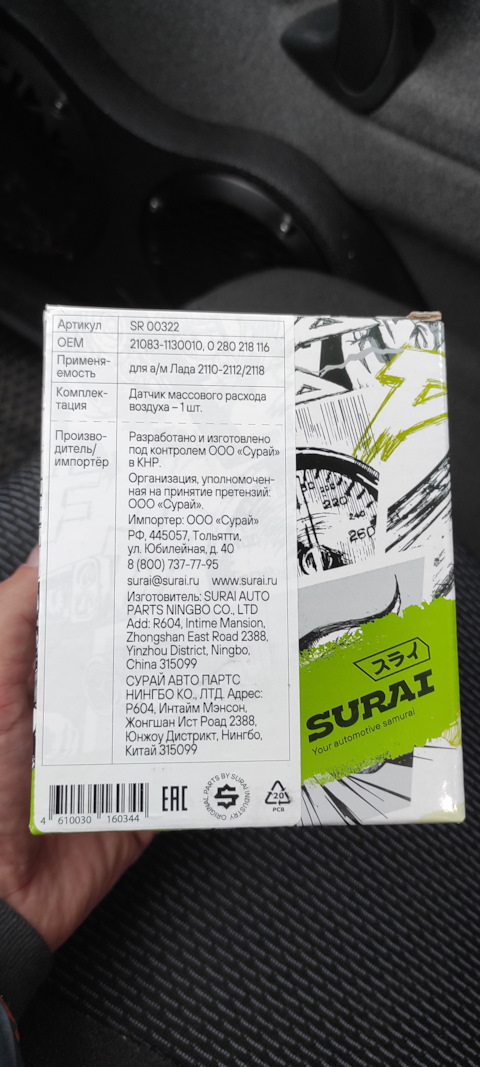 Артикул SR 00322
OEM 21083-1130010, 0 280 218 116
Применя-
емость
для а/м Лада 2110-2112/2118
Комплек-
тация
Датчик массового расхода
воздуха – 1 шт.
Произво-
дитель/
импортёр
Разработано и изготовлено
под контролем ООО «Сурай»
в КНР.
Организация, уполномочен-
ная на принятие претензий:
ООО «Сурай».
Импортер: ООО «Сурай»
РФ, 445057, Тольятти,
ул. Юбилейная, д. 40
8 (800) 737-77-95
surai@surai.ru www.surai.ru
Изготовитель: SURAI AUTO
PARTS NINGBO CO., LTD
Add: R604, Intime Mansion,
Zhongshan East Road 2388,
Yinzhou District, Ningbo,
China 315099
СУРАЙ АВТО ПАРТС
НИНГБО КО., ЛТД. Адрес:
Р604, Интайм Мэнсон,
Жонгшан Ист Роад 2388,
Юнжоу Дистрикт, Нингбо,
Китай 315099
4 610030 160344
EAC
ORIGINAL PARTS BY SURAI INDUSTRY
20
PCB
220
240
260
スライ
SURAI
Your automotive samurai